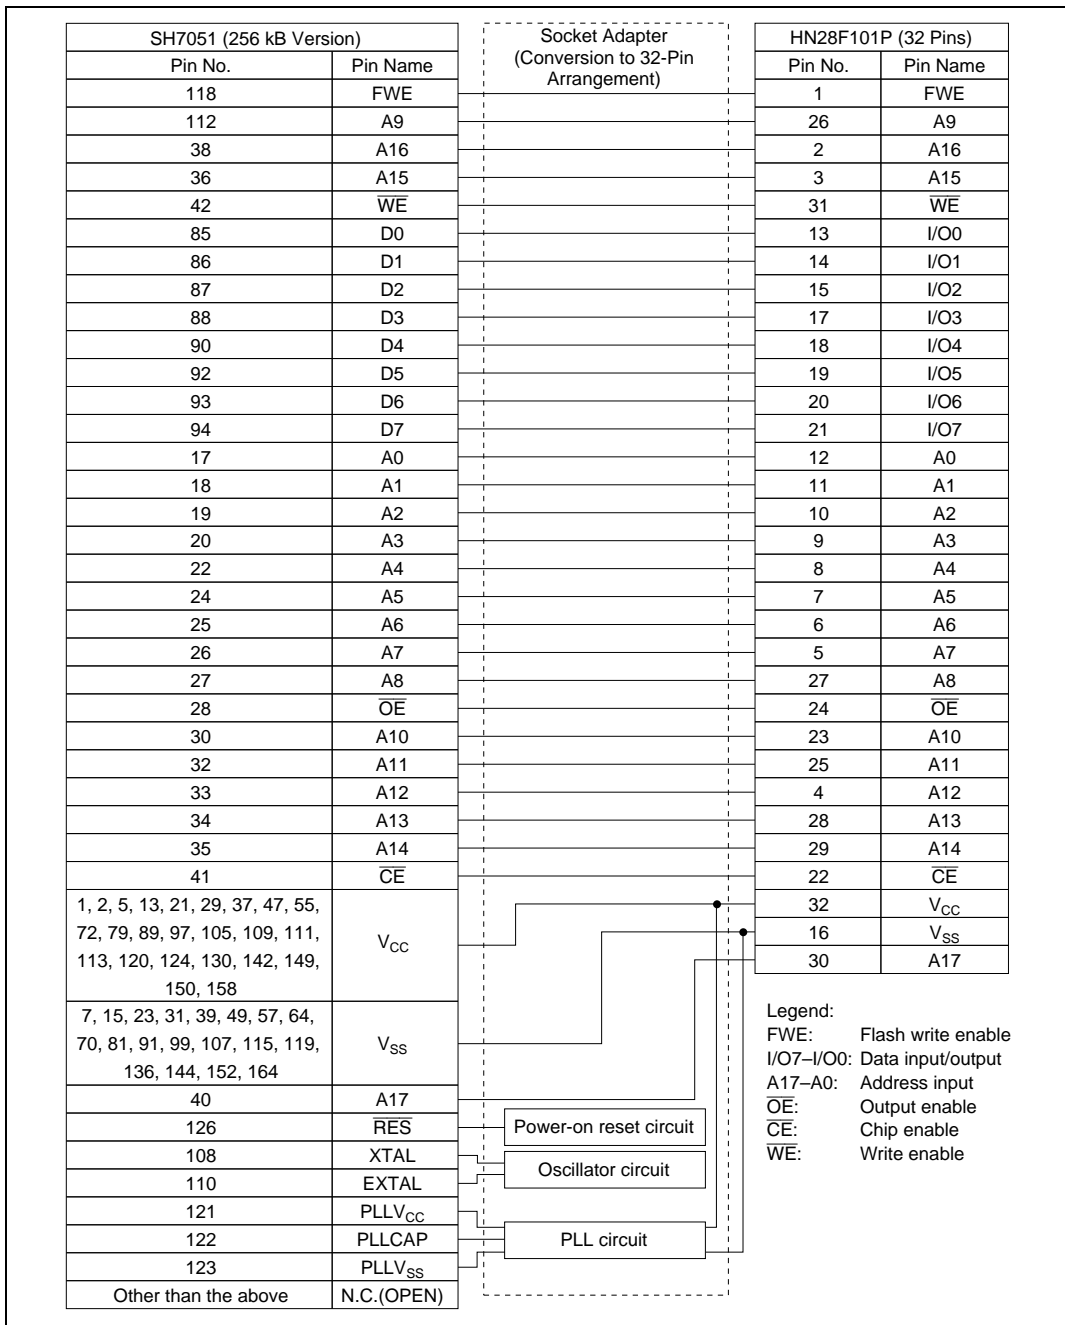 SH7051 (256 kB Version)
Pin No. Pin Name
118 FWE
112 A9
38 A16
36 A15
42 W̅E̅
85 D0
86 D1
87 D2
88 D3
90 D4
92 D5
93 D6
94 D7
17 A0
18 A1
19 A2
20 A3
22 A4
24 A5
25 A6
26 A7
27 A8
28 O̅E̅
30 A10
32 A11
33 A12
34 A13
35 A14
41 C̅E̅
1, 2, 5, 13, 21, 29, 37, 47, 55,
72, 79, 89, 97, 105, 109, 111,
113, 120, 124, 130, 142, 149,
150, 158
VCC
7, 15, 23, 31, 39, 49, 57, 64,
70, 81, 91, 99, 107, 115, 119,
136, 144, 152, 164
VSS
40 A17
126 R̅E̅S̅
108 XTAL
110 EXTAL
121 PLLVCC
122 PLLCAP
123 PLLVSS
Other than the above N.C.(OPEN)
Socket Adapter
(Conversion to 32-Pin
Arrangement)
Power-on reset circuit
Oscillator circuit
PLL circuit
HN28F101P (32 Pins)
Pin No. Pin Name
1 FWE
26 A9
2 A16
3 A15
31 W̅E̅
13 I/O0
14 I/O1
15 I/O2
17 I/O3
18 I/O4
19 I/O5
20 I/O6
21 I/O7
12 A0
11 A1
10 A2
9 A3
8 A4
7 A5
6 A6
5 A7
27 A8
24 O̅E̅
23 A10
25 A11
4 A12
28 A13
29 A14
22 C̅E̅
32 VCC
16 VSS
30 A17
Legend:
FWE: Flash write enable
I/O7–I/O0: Data input/output
A17–A0: Address input
O̅E̅: Output enable
C̅E̅: Chip enable
W̅E̅: Write enable